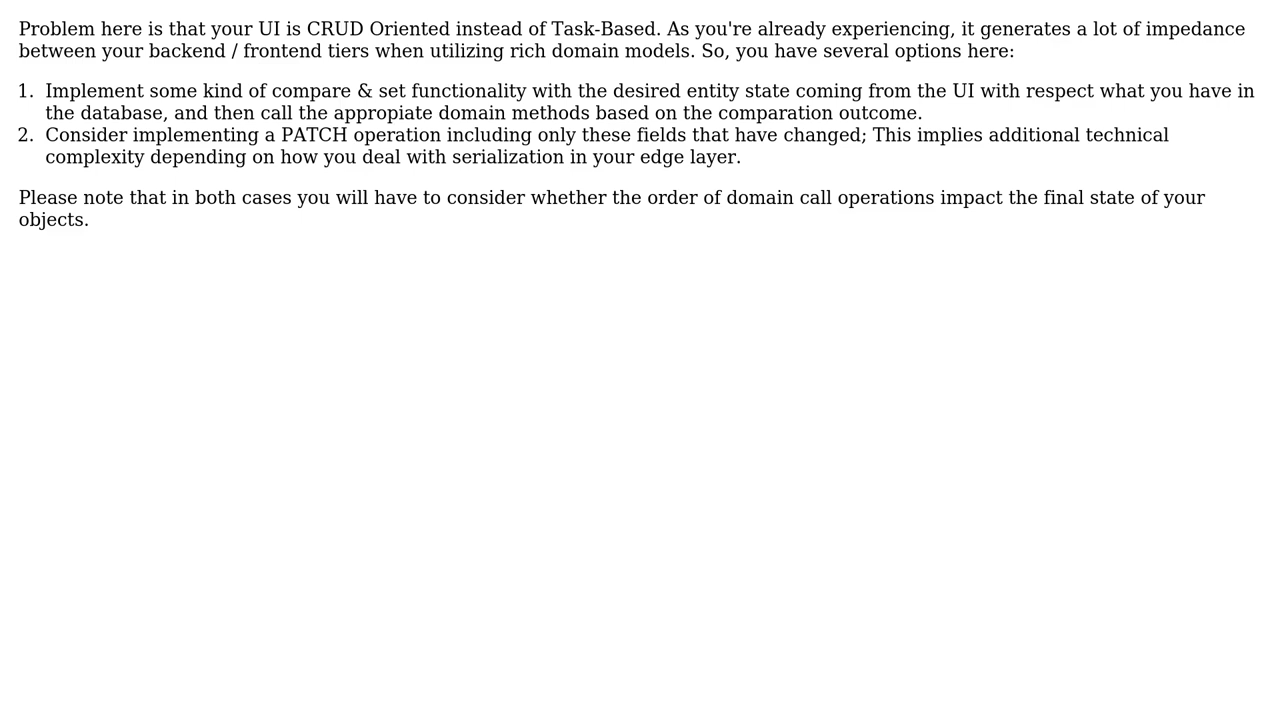 Problem here is that your UI is CRUD Oriented instead of Task-Based. As you're already experiencing, it generates a lot of impedance
between your backend / frontend tiers when utilizing rich domain models. So, you have several options here:
1. Implement some kind of compare & set functionality with the desired entity state coming from the UI with respect what you have in
the database, and then call the appropiate domain methods based on the comparation outcome.
2. Consider implementing a PATCH operation including only these fields that have changed; This implies additional technical
complexity depending on how you deal with serialization in your edge layer.
Please note that in both cases you will have to consider whether the order of domain call operations impact the final state of your
objects.